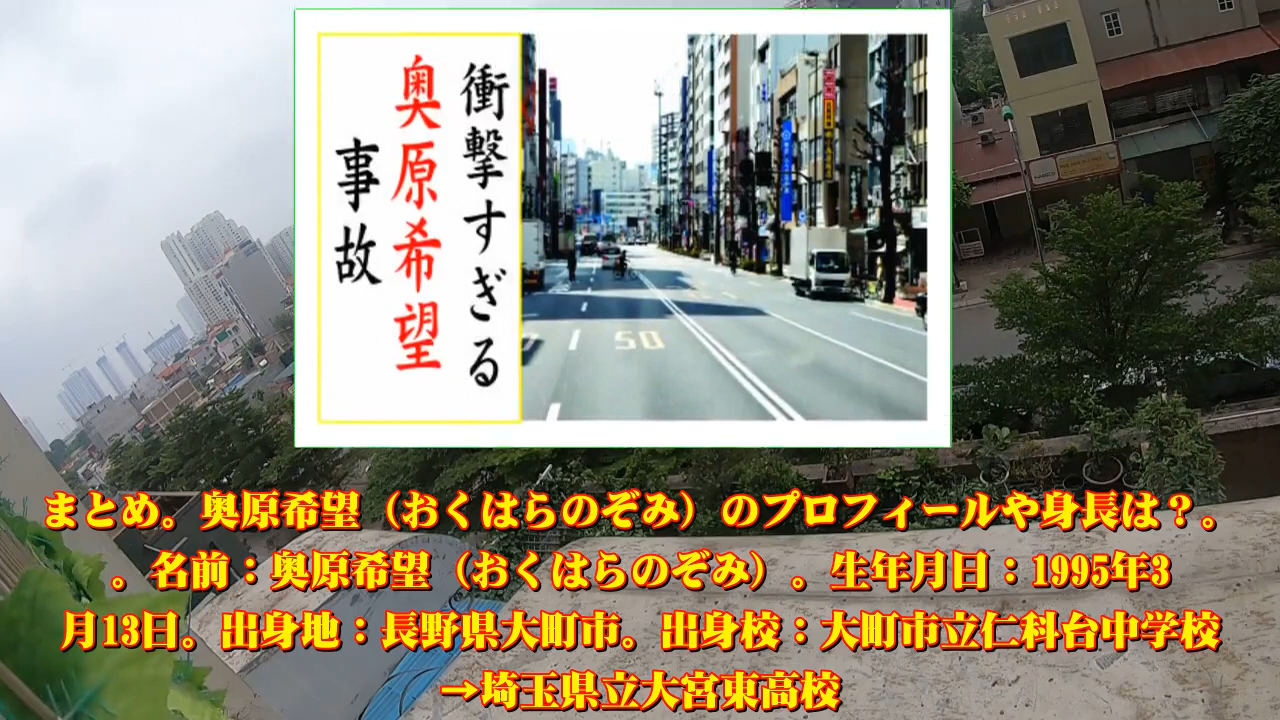 衝撃すぎる
奥原希望
事故
50
まとめ。奥原希望（おくはらのぞみ）のプロフィールや身長は？。
。名前：奥原希望（おくはらのぞみ）。生年月日：1995年3
月13日。出身地：長野県大町市。出身校：大町市立仁科台中学校
→埼玉県立大宮東高校